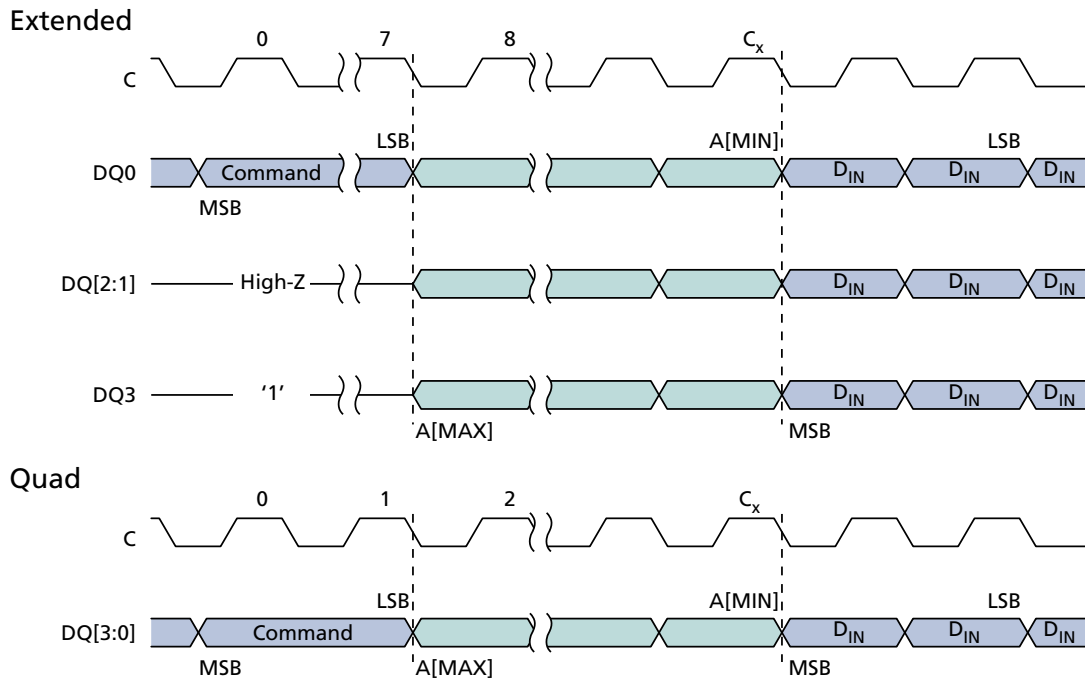 Extended
0 7 8 Cx
C
LSB A[MIN] LSB
DQ0 Command DIN DIN DIN
MSB
DQ[2:1] High-Z DIN DIN DIN
DQ3 '1' DIN DIN DIN
A[MAX] MSB
Quad
0 1 2 Cx
C
LSB A[MIN] LSB
DQ[3:0] Command DIN DIN DIN
MSB A[MAX] MSB